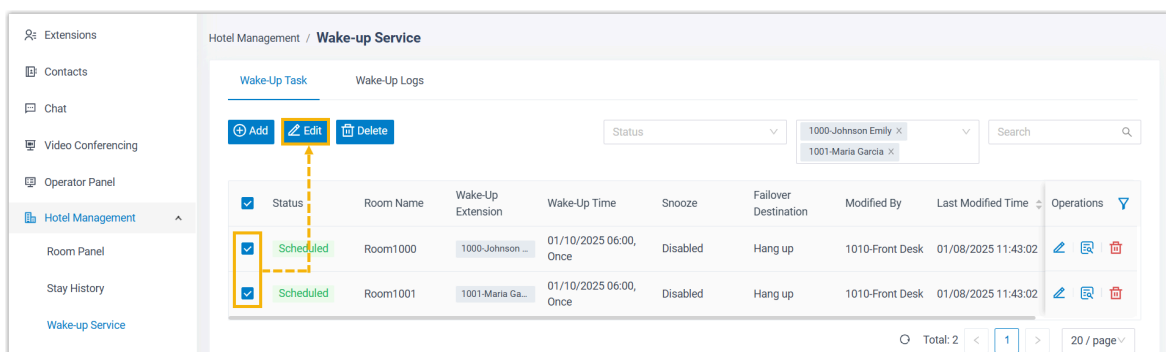 Extensions
Contacts
Chat
Video Conferencing
Operator Panel
Hotel Management
Room Panel
Stay History
Wake-up Service
Hotel Management / Wake-up Service
Wake-Up Task Wake-Up Logs
Add Edit Delete
Status
1000-Johnson Emily ×
1001-Maria Garcia ×
Search
Status Room Name Wake-Up Extension Wake-Up Time Snooze Failover Destination Modified By Last Modified Time Operations
Scheduled Room1000 1000-Johnson ... 01/10/2025 06:00, Once Disabled Hang up 1010-Front Desk 01/08/2025 11:43:02
Scheduled Room1001 1001-Maria Ga... 01/10/2025 06:00, Once Disabled Hang up 1010-Front Desk 01/08/2025 11:43:02
Total: 2 < 1 > 20 / page